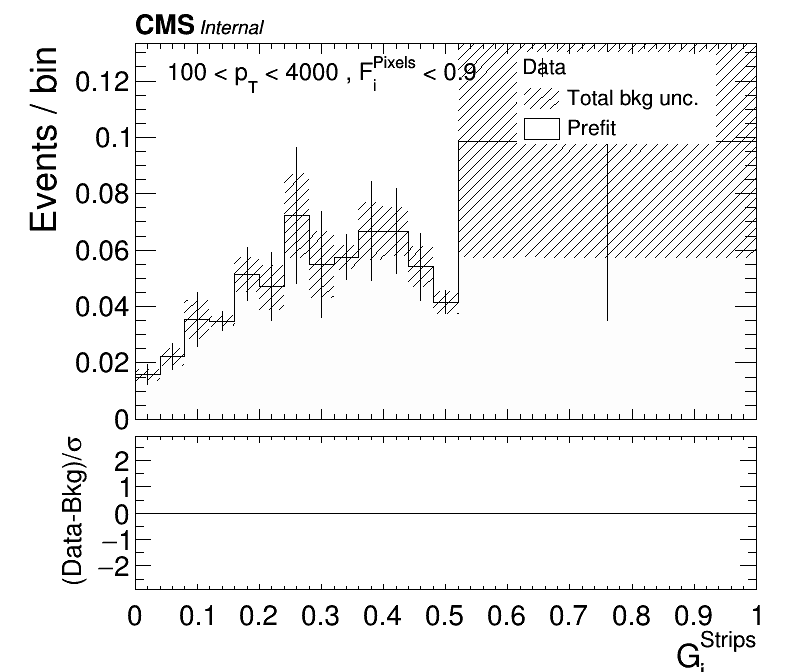 CMS Internal
100 < p_T < 4000 , F_i^Pixels < 0.9
Data
Total bkg unc.
Prefit
Events / bin
0.12
0.1
0.08
0.06
0.04
0.02
0
(Data-Bkg)/σ
2
1
0
−1
−2
0 0.1 0.2 0.3 0.4 0.5 0.6 0.7 0.8 0.9 1
G_i^Strips